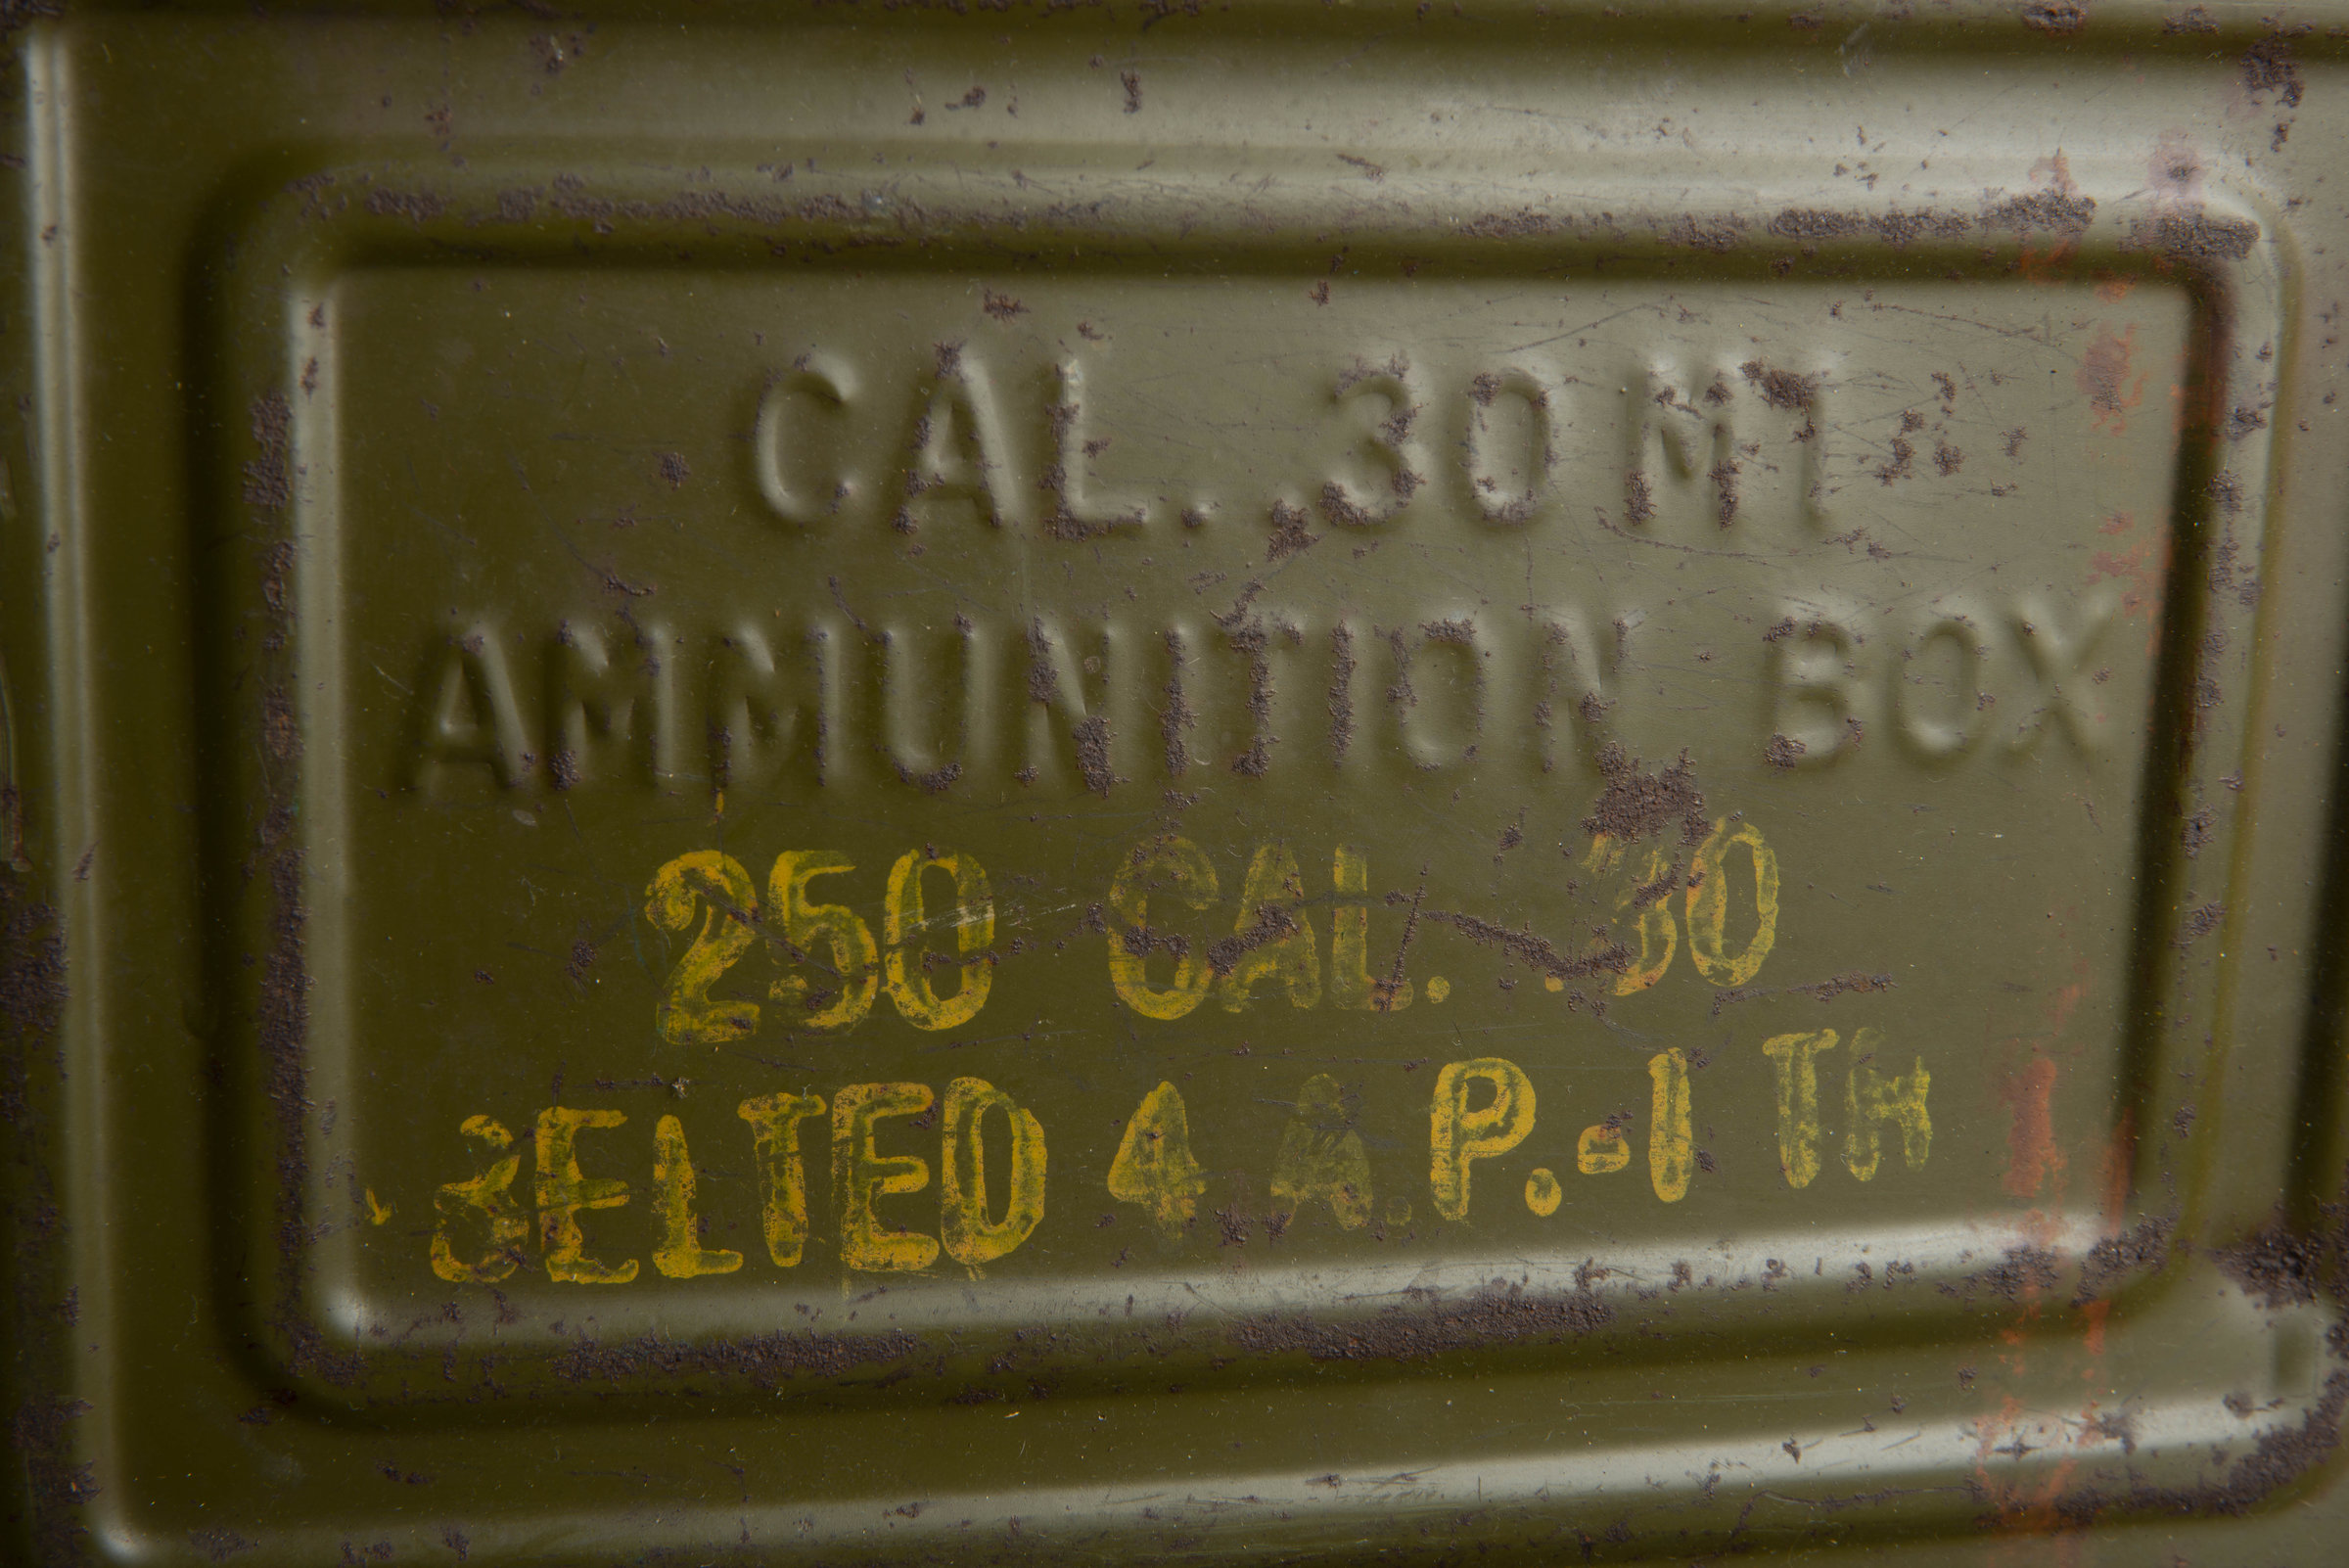 CAL..30 M1
AMMUNITION BOX
250 CAL. .30
BELTED 4 A.P.-1 TR